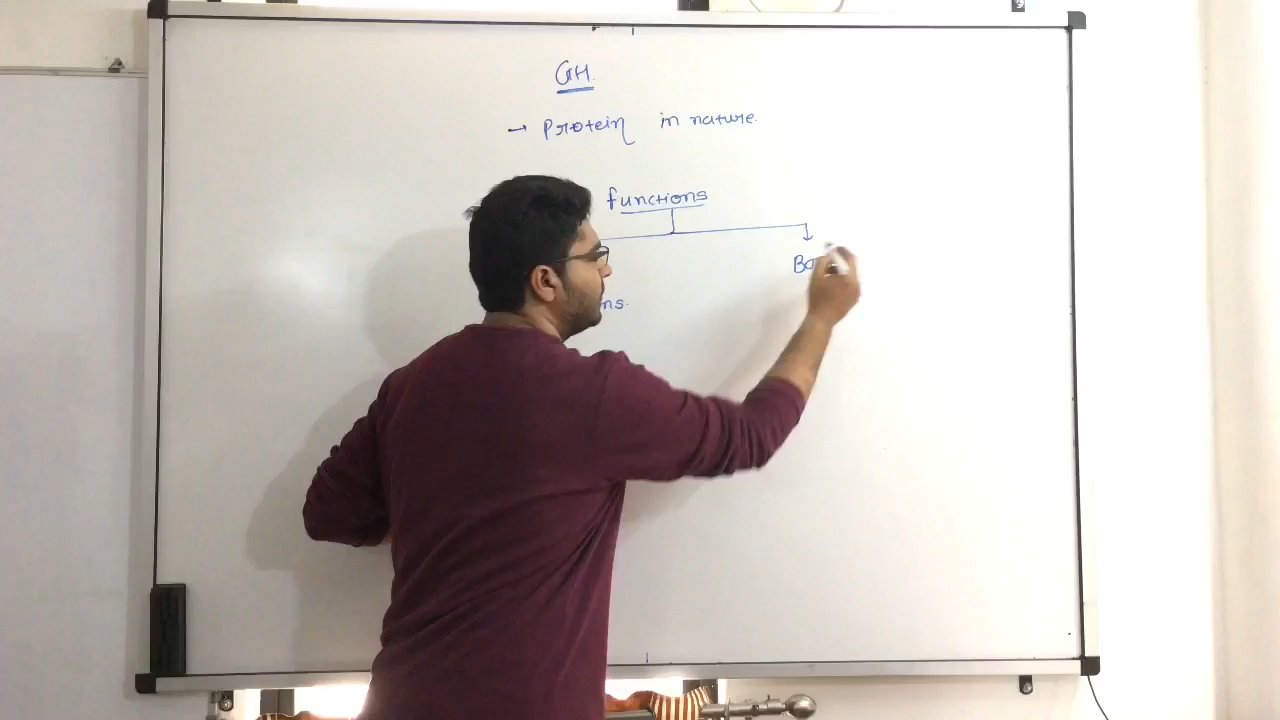 GH.
→ Protein in nature.
functions